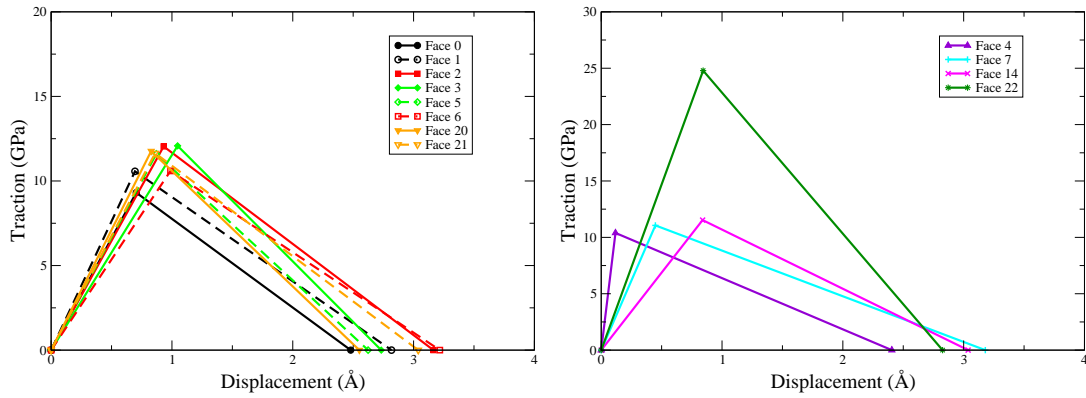 20
15
10
5
0
Traction (GPa)
0
1
2
3
4
Displacement (Å)
Face 0
Face 1
Face 2
Face 3
Face 5
Face 6
Face 20
Face 21
30
25
20
15
10
5
0
Traction (GPa)
0
1
2
3
4
Displacement (Å)
Face 4
Face 7
Face 14
Face 22